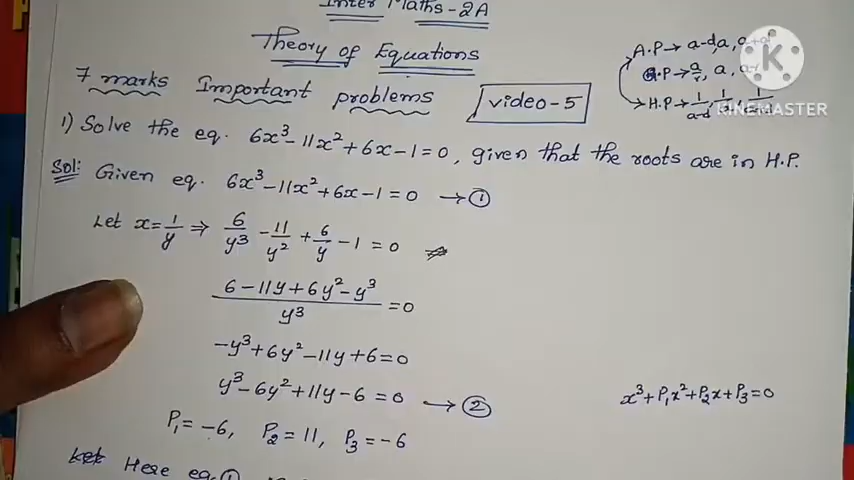 Inter Maths-2A
Theory of Equations
7 marks Important problems
video-5
A.P→ a-d, a, a+d
G.P→ a/r, a, a·r
H.P→ 1/a-d, 1/a, 1/a+d
KINEMASTER
1) Solve the eq. 6x³-11x²+6x-1=0, given that the roots are in H.P.
Sol: Given eq. 6x³-11x²+6x-1=0 →①
Let x=1/y ⇒ 6/y³ - 11/y² + 6/y - 1 = 0
6-11y+6y²-y³/y³ =0
-y³+6y²-11y+6=0
y³-6y²+11y-6=0 →②
x³+P₁x²+P₂x+P₃=0
P₁=-6, P₂=11, P₃=-6
Here eq.①